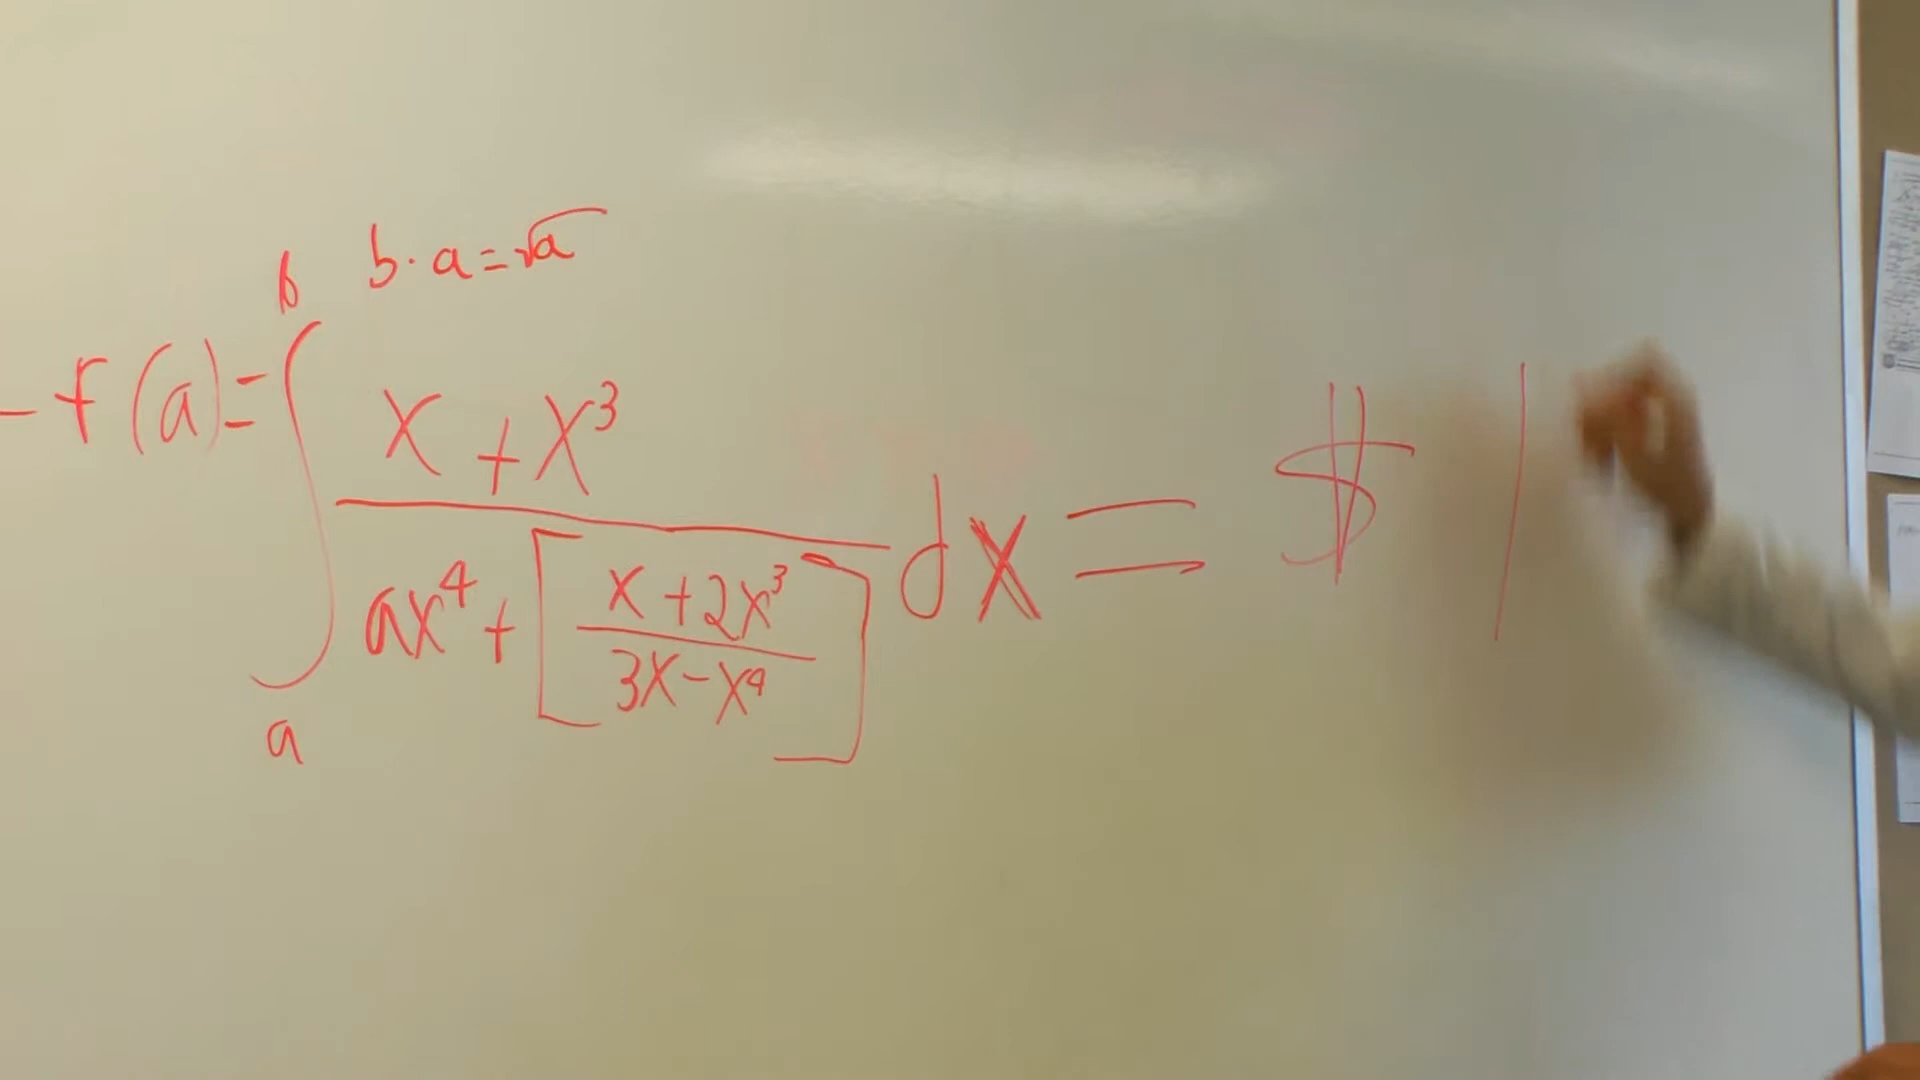 b b·a=√a
-f(a)=∫ x+x³
ax⁴+[x+2x³ dx = $ 1
3x-x⁴]
a